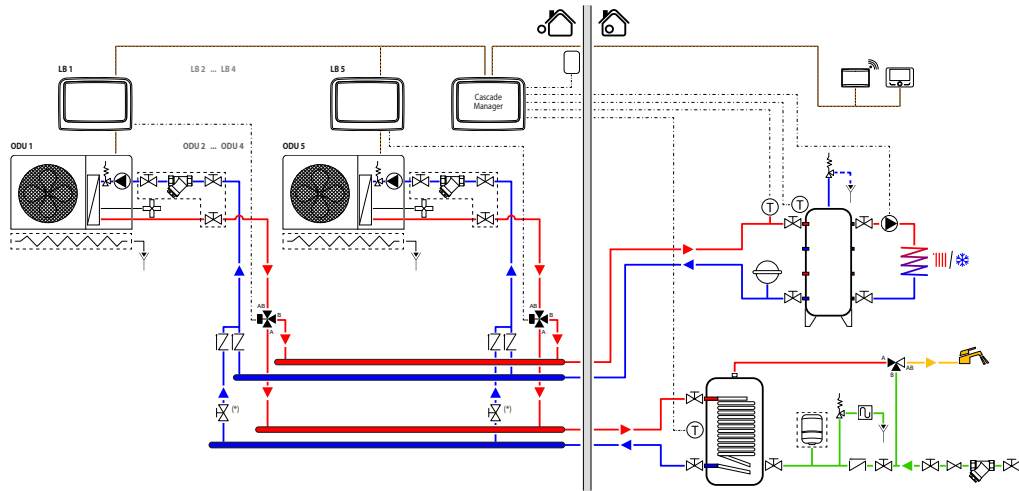 LB 1
LB 2 ... LB 4
LB 5
Cascade
Manager
ODU 1
ODU 2 ... ODU 4
ODU 5
T
T
AB
B
A
AB
B
A
A
AB
B
(*)
(*)
T